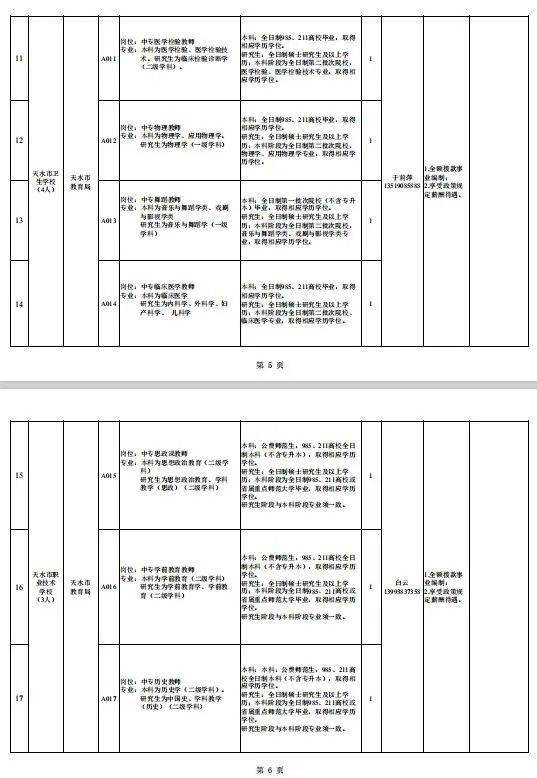 11
天水市卫
生学校
（4人）
天水市
教育局
A011
岗位：中专医学检验教师
专业：本科为医学检验、医学检验技
术。研究生为临床检验诊断学
（二级学科）。
本科：全日制985、211高校毕业，取得
相应学历学位。
研究生：全日制硕士研究生及以上学
历；本科阶段为全日制第二批次院校，
医学检验、医学检验技术专业，取得相
应学历学位。
1
于莉萍
13519085888
1.全额拨款事
业编制；
2.享受政策规
定薪酬待遇。
12
A012
岗位：中专物理教师
专业：本科为物理学、应用物理学。
研究生为物理学（一级学科）
本科：全日制985、211高校毕业，取得
相应学历学位。
研究生：全日制硕士研究生及以上学
历；本科阶段为全日制第二批次院校，
物理学、应用物理学专业，取得相应学
历学位。
1
13
A013
岗位：中专舞蹈教师
专业：本科为音乐与舞蹈学类、戏剧
与影视学类
研究生为音乐与舞蹈学（一级
学科）
本科：全日制第一批次院校（不含专升
本）毕业，取得相应学历学位。
研究生：全日制硕士研究生及以上学
历；本科阶段为全日制第二批次院校，
音乐与舞蹈学类、戏剧与影视学类专
业，取得相应学历学位。
1
14
A014
岗位：中专临床医学教师
专业：本科为临床医学
研究生为内科学、外科学、妇
产科学、 儿科学
本科：全日制985、211高校毕业，取得
相应学历学位。
研究生：全日制硕士研究生及以上学
历；本科阶段为全日制第二批次院校、
临床医学专业，取得相应学历学位。
1
第 5 页
15
天水市职
业技术
学校
（3人）
天水市
教育局
A015
岗位：中专思政课教师
专业：本科为思想政治教育（二级学
科）
研究生为思想政治教育、学科
教学（思政）（二级学科）
本科：公费师范生，985、211高校全日
制本科（不含专升本），取得相应学历
学位。
研究生：全日制硕士研究生及以上学
历；本科阶段为全日制985、211高校或
省属重点师范大学毕业，取得相应学历
学位。
研究生阶段与本科阶段专业须一致。
1
白云
13993837358
1.全额拨款事
业编制；
2.享受政策规
定薪酬待遇。
16
A016
岗位：中专学前教育教师
专业：本科为学前教育（二级学科）
研究生为学前教育学、学前教
育（二级学科）
本科：公费师范生，985、211高校全日
制本科（不含专升本），取得相应学历
学位。
研究生：全日制硕士研究生及以上学
历；本科阶段为全日制985、211高校或
省属重点师范大学毕业，取得相应学历
学位。
研究生阶段与本科阶段专业须一致。
1
17
A017
岗位：中专历史教师
专业：本科为历史学（二级学科）。
研究生为中国史、学科教学
（历史）（二级学科）
本科：本科：公费师范生，985、211高
校全日制本科（不含专升本），取得相
应学历学位。
研究生：全日制硕士研究生及以上学
历；本科阶段为全日制985、211高校或
省属重点师范大学毕业，取得相应学历
学位。
研究生阶段与本科阶段专业须一致。
1
第 6 页